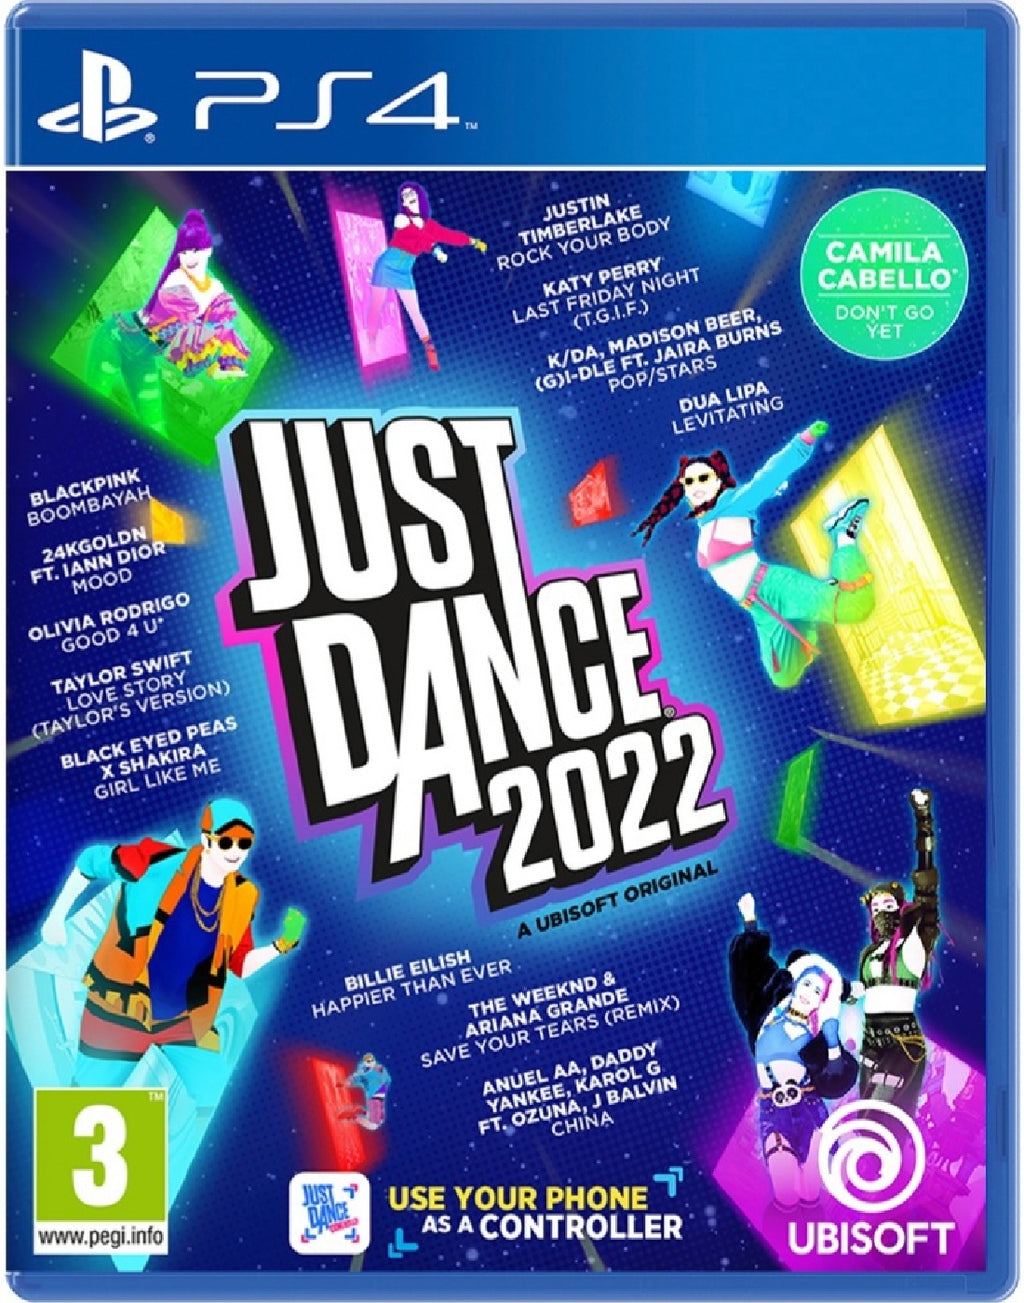 PS4™
JUSTIN
TIMBERLAKE
ROCK YOUR BODY
KATY PERRY
LAST FRIDAY NIGHT
(T.G.I.F.)
K/DA, MADISON BEER,
(G)I-DLE FT. JAIRA BURNS
POP/STARS
DUA LIPA
LEVITATING
CAMILA
CABELLO*
DON'T GO
YET
BLACKPINK
BOOMBAYAH
24KGOLDN
FT. IANN DIOR
MOOD
OLIVIA RODRIGO
GOOD 4 U*
TAYLOR SWIFT
LOVE STORY
(TAYLOR'S VERSION)
BLACK EYED PEAS
X SHAKIRA
GIRL LIKE ME
JUST
DANCE®
2022
A UBISOFT ORIGINAL
BILLIE EILISH
HAPPIER THAN EVER
THE WEEKND &
ARIANA GRANDE
SAVE YOUR TEARS (REMIX)
ANUEL AA, DADDY
YANKEE, KAROL G
FT. OZUNA, J BALVIN
CHINA
3™
www.pegi.info
JUST
DANCE
USE YOUR PHONE
AS A CONTROLLER
UBISOFT